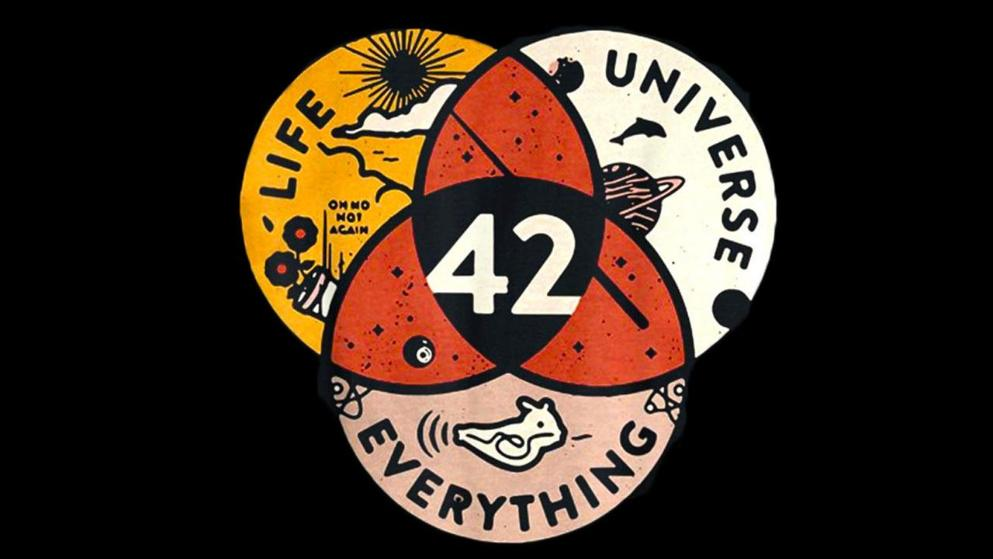 LIFE
UNIVERSE
OH NO
NOT
AGAIN
42
EVERYTHING